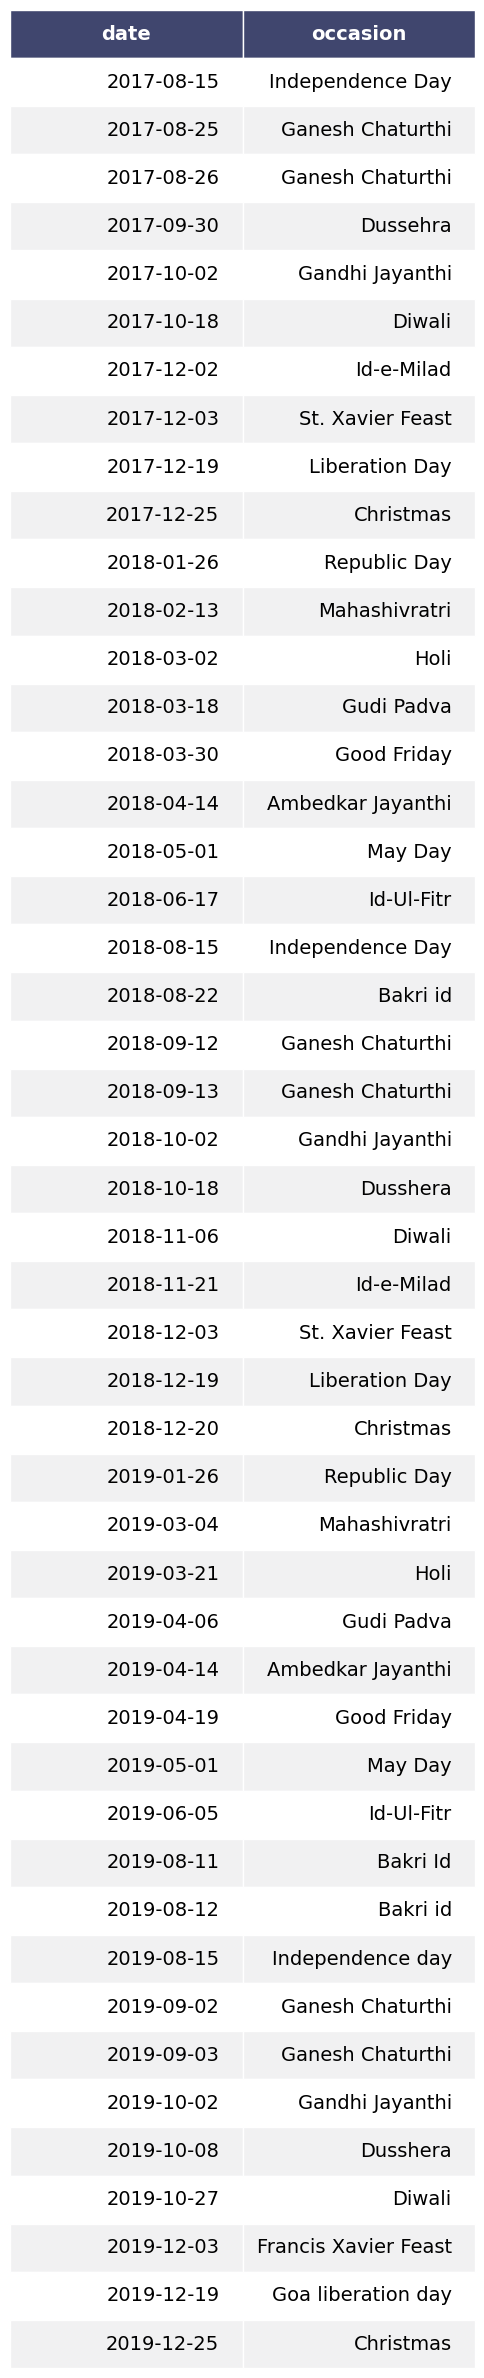 date occasion
2017-08-15 Independence Day
2017-08-25 Ganesh Chaturthi
2017-08-26 Ganesh Chaturthi
2017-09-30 Dussehra
2017-10-02 Gandhi Jayanthi
2017-10-18 Diwali
2017-12-02 Id-e-Milad
2017-12-03 St. Xavier Feast
2017-12-19 Liberation Day
2017-12-25 Christmas
2018-01-26 Republic Day
2018-02-13 Mahashivratri
2018-03-02 Holi
2018-03-18 Gudi Padva
2018-03-30 Good Friday
2018-04-14 Ambedkar Jayanthi
2018-05-01 May Day
2018-06-17 Id-Ul-Fitr
2018-08-15 Independence Day
2018-08-22 Bakri id
2018-09-12 Ganesh Chaturthi
2018-09-13 Ganesh Chaturthi
2018-10-02 Gandhi Jayanthi
2018-10-18 Dusshera
2018-11-06 Diwali
2018-11-21 Id-e-Milad
2018-12-03 St. Xavier Feast
2018-12-19 Liberation Day
2018-12-20 Christmas
2019-01-26 Republic Day
2019-03-04 Mahashivratri
2019-03-21 Holi
2019-04-06 Gudi Padva
2019-04-14 Ambedkar Jayanthi
2019-04-19 Good Friday
2019-05-01 May Day
2019-06-05 Id-Ul-Fitr
2019-08-11 Bakri Id
2019-08-12 Bakri id
2019-08-15 Independence day
2019-09-02 Ganesh Chaturthi
2019-09-03 Ganesh Chaturthi
2019-10-02 Gandhi Jayanthi
2019-10-08 Dusshera
2019-10-27 Diwali
2019-12-03 Francis Xavier Feast
2019-12-19 Goa liberation day
2019-12-25 Christmas